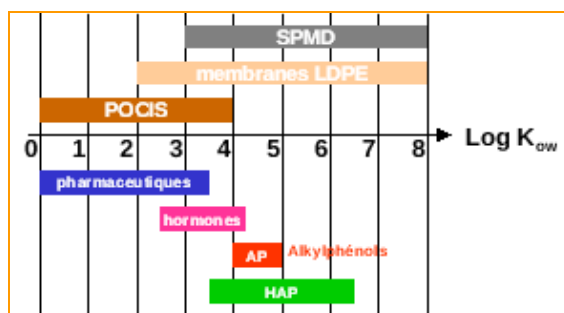 SPMD
membranes LDPE
POCIS
0 1 2 3 4 5 6 7 8 Log Kow
pharmaceutiques
hormones
AP Alkylphénols
HAP